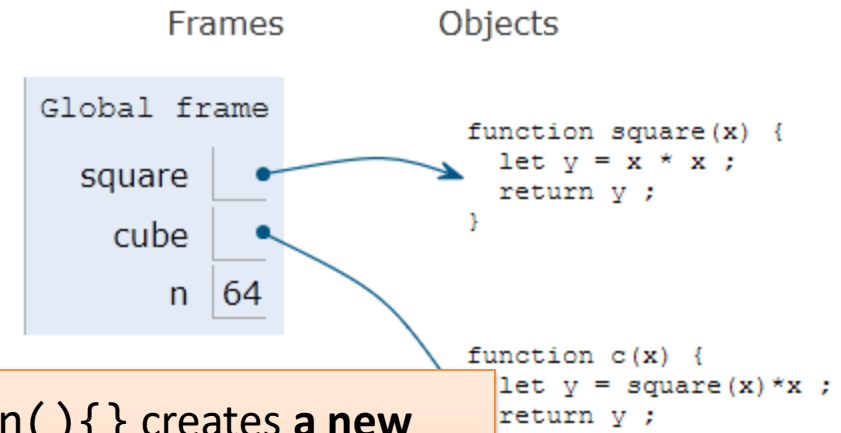 Frames
Objects
Global frame
square
cube
n 64
function square(x) {
let y = x * x ;
return y ;
}
function c(x) {
let y = square(x)*x ;
return y ;
(){} creates a new